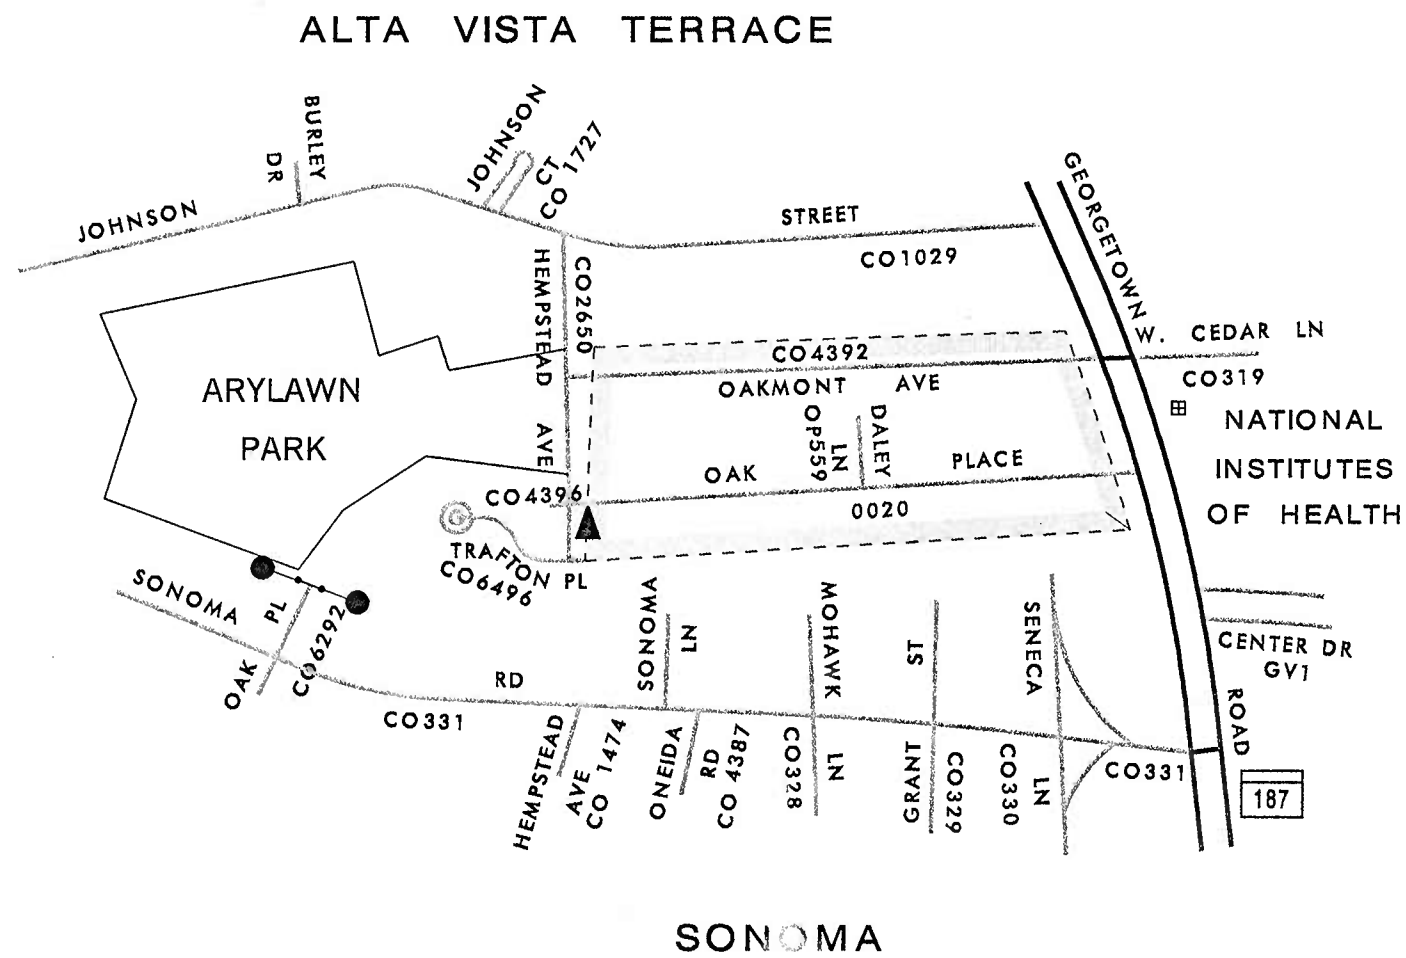 ALTA VISTA TERRACE
BURLEY
DR
JOHNSON
CT
CO 1727
JOHNSON
STREET
CO1029
GEORGETOWN
HEMPSTEAD
AVE
CO2650
W. CEDAR LN
CO319
CO4392
OAKMONT AVE
ARYLAWN
PARK
DALEY
LN
OP559
NATIONAL
INSTITUTES
OF HEALTH
OAK PLACE
0020
CO4396
G
TRAFTON PL
CO6496
SONOMA
RD
OAK
PL
CO6292
CO331
HEMPSTEAD
AVE
CO 1474
SONOMA
LN
ONEIDA
RD
CO 4387
MOHAWK
LN
CO328
GRANT
ST
CO329
SENECA
LN
CO330
CO331
CENTER DR
GV1
ROAD
187
SONOMA